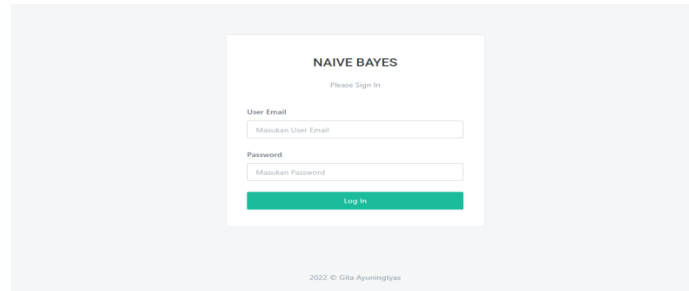 NAIVE BAYES
Please Sign In
User Email
Masukan User Email
Password
Masukan Password
Log In
2022 © Gita Ayuningtyas